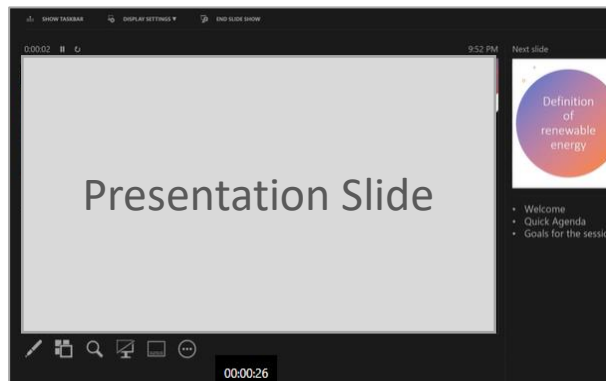 SHOW TASKBAR DISPLAY SETTINGS ▼ END SLIDE SHOW
0:00:02 9:52 PM Next slide
Presentation Slide
Definition
of
renewable
energy
• Welcome
• Quick Agenda
• Goals for the sessio
00:00:26